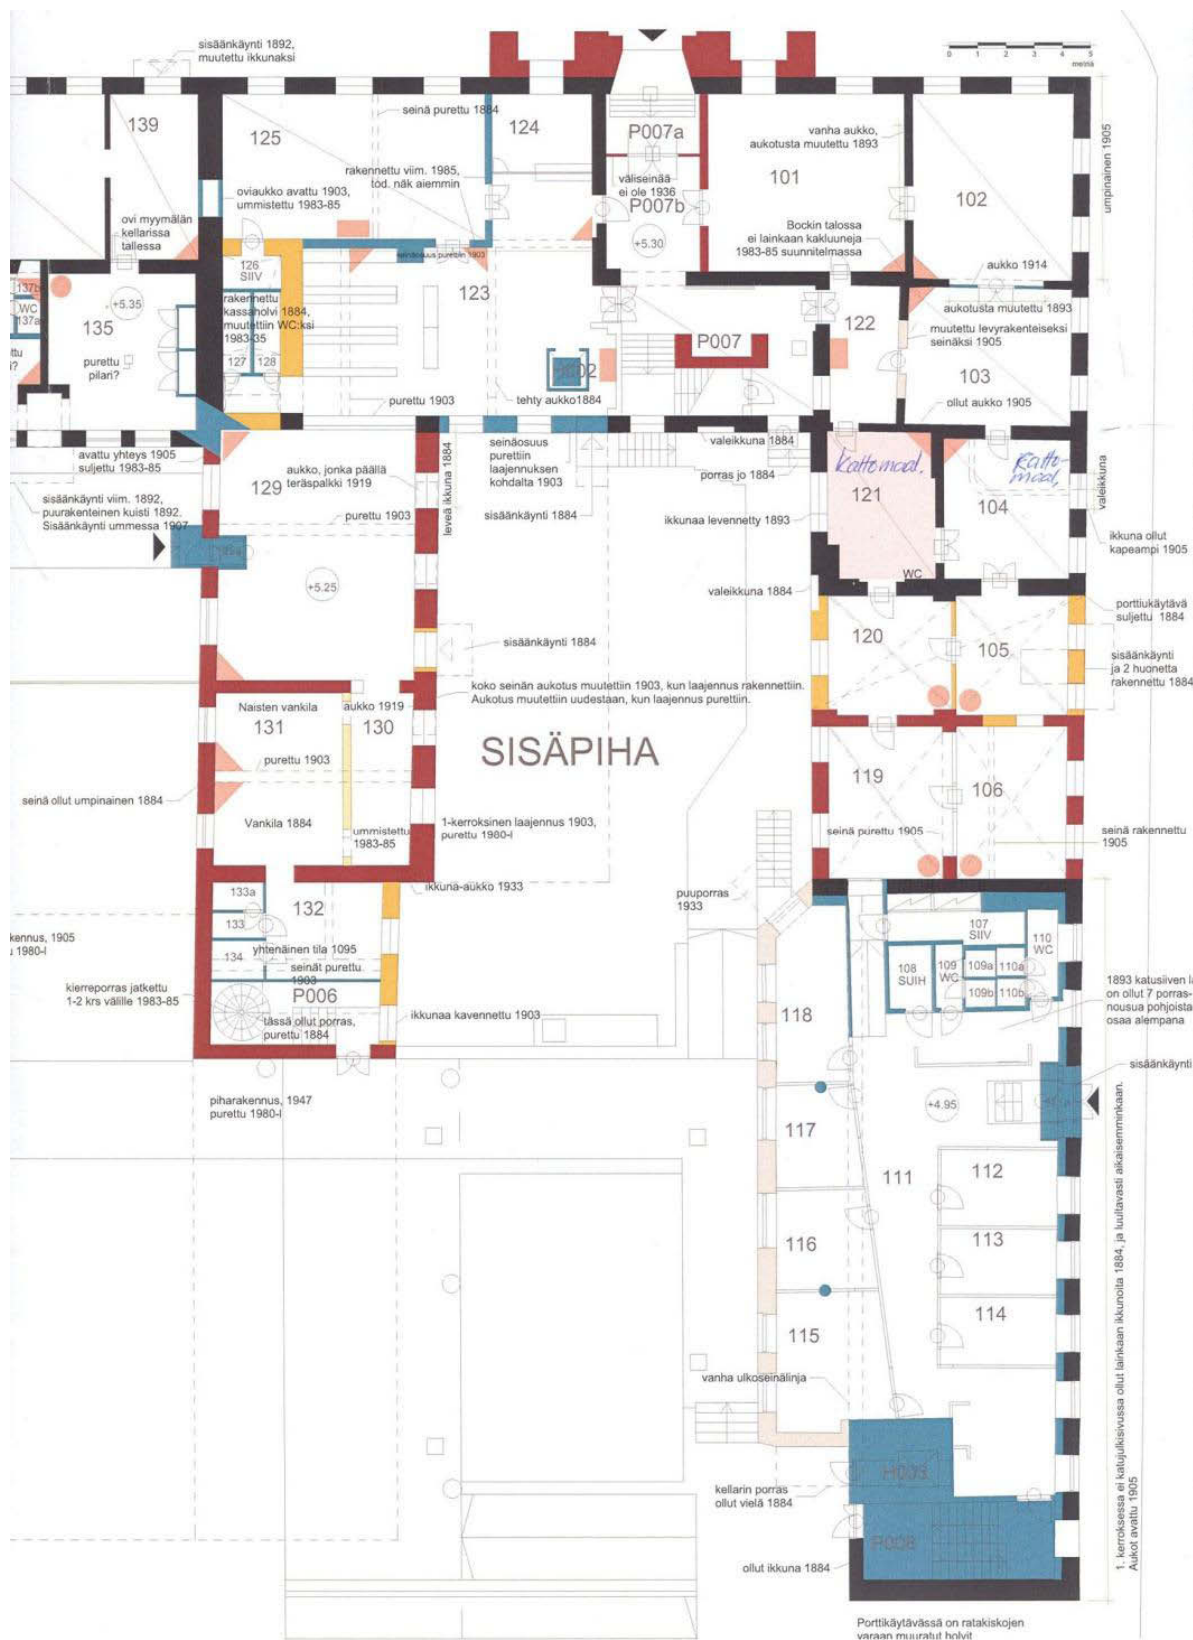 sisäänkäynti 1892,
muutettu ikkunaksi
0 1 2 3 4 5
metriä
139
125
seinä purettu 1884
124
P007a
vanha aukko,
aukotusta muutettu 1893
umpinainen 1905
rakennettu viim. 1985,
tod. näk aiemmin
väliseinää
ei ole 1936
P007b
101
102
oviaukko avattu 1903,
ummistettu 1983-85
ovi myymälän
kellarissa
tallessa
+5.30
Bockin talossa
ei lainkaan kakluuneja
1983-85 suunnitelmassa
aukko 1914
126
SIIV
seinäosuus purettiin 1903
123
137b
WC
137a
+5.35
135
rakennettu
kassaholvi 1884,
muutettiin WC:ksi
1983-35
aukotusta muutettu 1893
122
muutettu levyrakenteiseksi
seinäksi 1905
P007
purettu
pilari?
127
128
103
purettu 1903
tehty aukko1884
ollut aukko 1905
avattu yhteys 1905
suljettu 1983-85
129
aukko, jonka päällä
teräspalkki 1919
leveä ikkuna 1884
seinäosuus
purettiin
laajennuksen
kohdalta 1903
valeikkuna 1884
porras jo 1884
Kattomaal.
121
Katto-
maal.
104
valeikkuna
sisäänkäynti viim. 1892,
puurakenteinen kuisti 1892.
Sisäänkäynti ummessa 1907
purettu 1903
sisäänkäynti 1884
ikkunaa levennetty 1893
ikkuna ollut
kapeampi 1905
+5.25
WC
valeikkuna 1884
porttiukäytävä
suljettu 1884
120
105
sisäänkäynti 1884
sisäänkäynti
ja 2 huonetta
rakennettu 1884
koko seinän aukotus muutettiin 1903, kun laajennus rakennettiin.
Aukotus muutettiin uudestaan, kun laajennus purettiin.
Naisten vankila
131
aukko 1919
130
SISÄPIHA
purettu 1903
119
106
seinä ollut umpinainen 1884
Vankila 1884
ummistettu
1983-85
1-kerroksinen laajennus 1903,
purettu 1980-l
seinä purettu 1905
seinä rakennettu
1905
ikkuna-aukko 1933
puuporras
1933
133a
132
133
134
yhtenäinen tila 1095
seinät purettu
1903
kennus, 1905
1980-l
107
SIIV
110
WC
108
SUIH
109
WC
109a
110a
109b
110b
kierreporras jatkettu
1-2 krs välille 1983-85
P006
tässä ollut porras,
purettu 1884
ikkunaa kavennettu 1903
118
1893 katusiiven
on ollut 7 porras-
nousua pohjoista
osaa alempana
sisäänkäynti
piharakennus, 1947
purettu 1980-l
+4.95
117
111
112
116
113
115
114
vanha ulkoseinälinja
H003
kellarin porras
ollut vielä 1884
P008
ollut ikkuna 1884
1. kerroksessa ei katujulkisivussa ollut lainkaan ikkunoita 1884, ja luultavasti aikaisemminkaan.
Aukot avattu 1905
Porttikäytävässä on ratakiskojen
varaan muuratut holvit